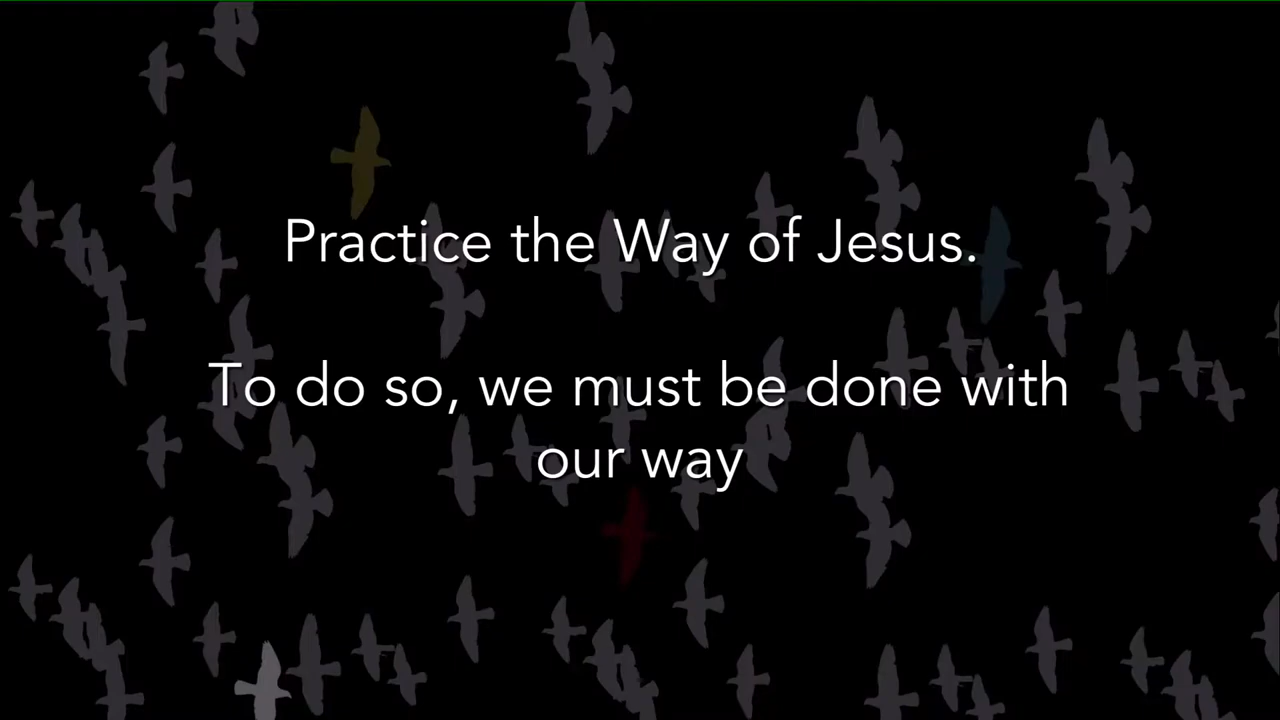 Practice the Way of Jesus.
To do so, we must be done with
our way